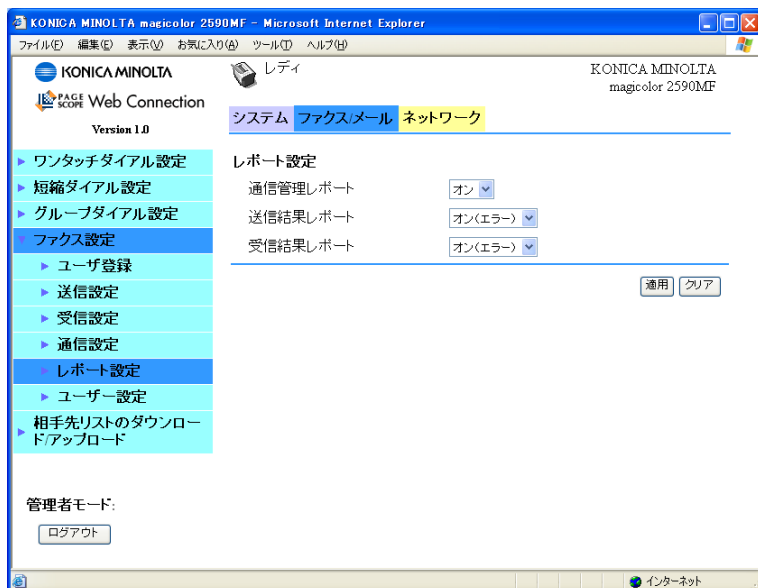 KONICA MINOLTA magicolor 2590MF - Microsoft Internet Explorer
ファイル(F) 編集(E) 表示(V) お気に入り(A) ツール(T) ヘルプ(H)
KONICA MINOLTA
PAGE SCOPE Web Connection
Version 1.0
レディ
KONICA MINOLTA
magicolor 2590MF
システム ファクス/メール ネットワーク
ワンタッチダイアル設定
短縮ダイアル設定
グループダイアル設定
ファクス設定
ユーザ登録
送信設定
受信設定
通信設定
レポート設定
ユーザー設定
相手先リストのダウンロー
ド/アップロード
管理者モード:
ログアウト
レポート設定
通信管理レポート オン
送信結果レポート オン(エラー)
受信結果レポート オン(エラー)
適用 クリア
インターネット